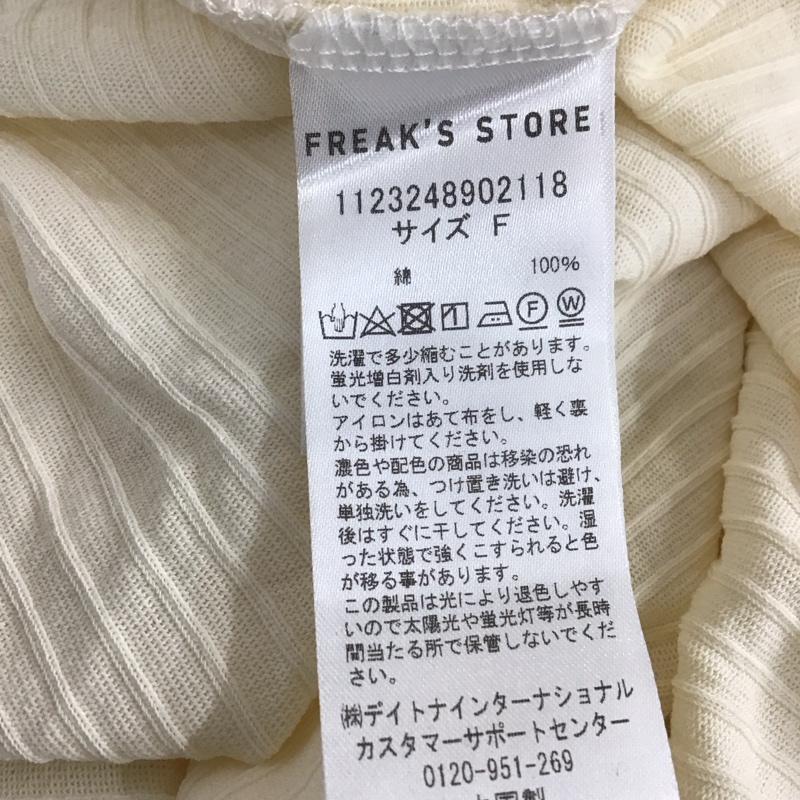 FREAK'S STORE
1123248902118
サイズ F
綿 100%
F W
洗濯で多少縮むことがあります。
蛍光増白剤入り洗剤を使用しな
いでください。
アイロンはあて布をし、軽く裏
から掛けてください。
濃色や配色の商品は移染の恐れ
がある為、つけ置き洗いは避け、
単独洗いをしてください。洗濯
後はすぐに干してください。湿
った状態で強くこすられると色
が移る事があります。
この製品は光により退色しやす
いので太陽光や蛍光灯等が長時
間当たる所で保管しないでくだ
さい。
㈱デイトナインターナショナル
カスタマーサポートセンター
0120-951-269
中国製